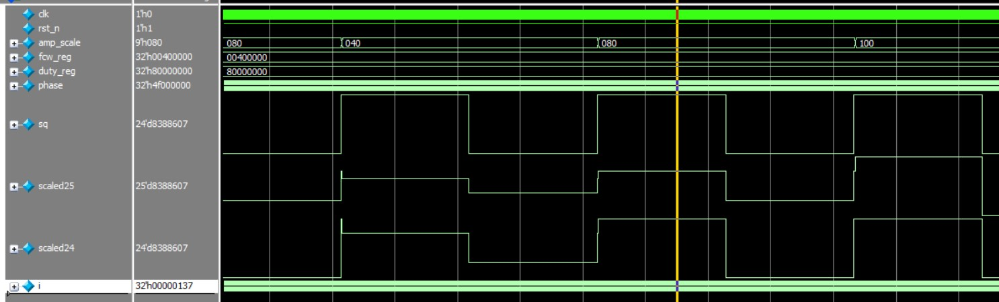 clk 1'h0
rst_n 1'h1
amp_scale 9'h080 080 040 080 100
fcw_reg 32'h00400000 00400000
duty_reg 32'h80000000 80000000
phase 32'h4f000000
sq 24'd8388607
scaled25 25'd8388607
scaled24 24'd8388607
i 32'h00000137